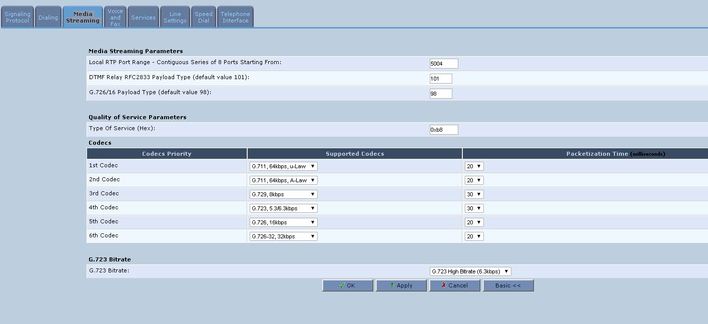 Signaling Protocol
Dialing
Media Streaming
Voice and Fax
Services
Line Settings
Speed Dial
Telephone Interface
Media Streaming Parameters
Local RTP Port Range - Contiguous Series of 8 Ports Starting From: 5004
DTMF Relay RFC2833 Payload Type (default value 101): 101
G.726/16 Payload Type (default value 98): 98
Quality of Service Parameters
Type Of Service (Hex): 0xb8
Codecs
Codecs Priority Supported Codecs Packetization Time (milliseconds)
1st Codec G.711, 64kbps, u-Law 20
2nd Codec G.711, 64kbps, A-Law 20
3rd Codec G.729, 8kbps 30
4th Codec G.723, 5.3/6.3kbps 30
5th Codec G.726, 16kbps 20
6th Codec G.726-32, 32kbps 20
G.723 Bitrate
G.723 Bitrate: G.723 High Bitrate (6.3kbps)
OK Apply Cancel Basic <<